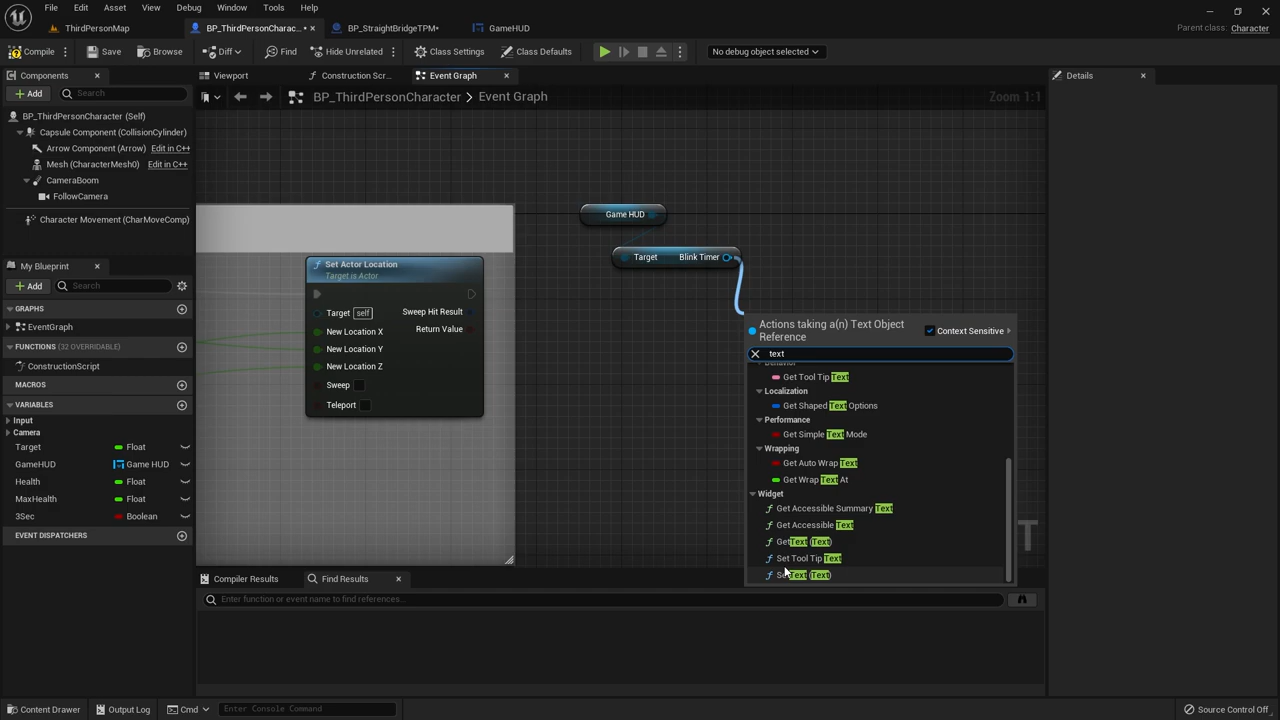 File Edit Asset View Debug Window Tools Help
ThirdPersonMap BP_ThirdPersonCharac...• BP_StraightBridgeTPM* GameHUD Parent class: Character
Compile Save Browse Diff Find Hide Unrelated Class Settings Class Defaults No debug object selected
Components Viewport Construction Scr... Event Graph Details
Add Search BP_ThirdPersonCharacter > Event Graph Zoom 1:1
BP_ThirdPersonCharacter (Self)
Capsule Component (CollisionCylinder)
Arrow Component (Arrow) Edit in C++
Mesh (CharacterMesh0) Edit in C++
CameraBoom
FollowCamera
Character Movement (CharMoveComp)
My Blueprint
Add Search
GRAPHS
EventGraph
FUNCTIONS (32 OVERRIDABLE)
ConstructionScript
MACROS
VARIABLES
Input
Camera
Target Float
GameHUD Game HUD
Health Float
MaxHealth Float
3Sec Boolean
EVENT DISPATCHERS
Set Actor Location
Target is Actor
Target self Sweep Hit Result
New Location X Return Value
New Location Y
New Location Z
Sweep
Teleport
Game HUD
Target Blink Timer
Actions taking a(n) Text Object
Reference
Context Sensitive
text
Get Tool Tip Text
Localization
Get Shaped Text Options
Performance
Get Simple Text Mode
Wrapping
Get Auto Wrap Text
Get Wrap Text At
Widget
Get Accessible Summary Text
Get Accessible Text
GetText (Text)
Set Tool Tip Text
SetText (Text)
Compiler Results Find Results
Enter function or event name to find references...
Content Drawer Output Log Cmd Enter Console Command Source Control Off